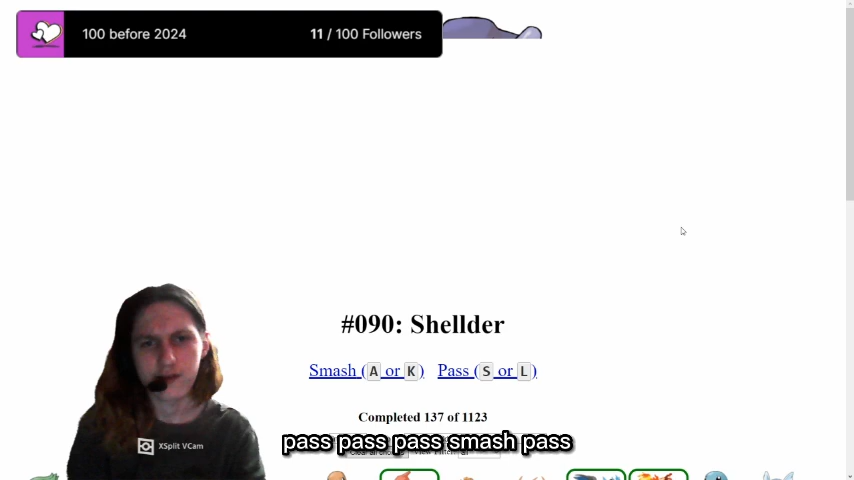 100 before 2024
11 / 100 Followers
#090: Shellder
Smash (A or K) Pass (S or L)
Completed 137 of 1123
pass pass pass smash pass
XSplit VCam